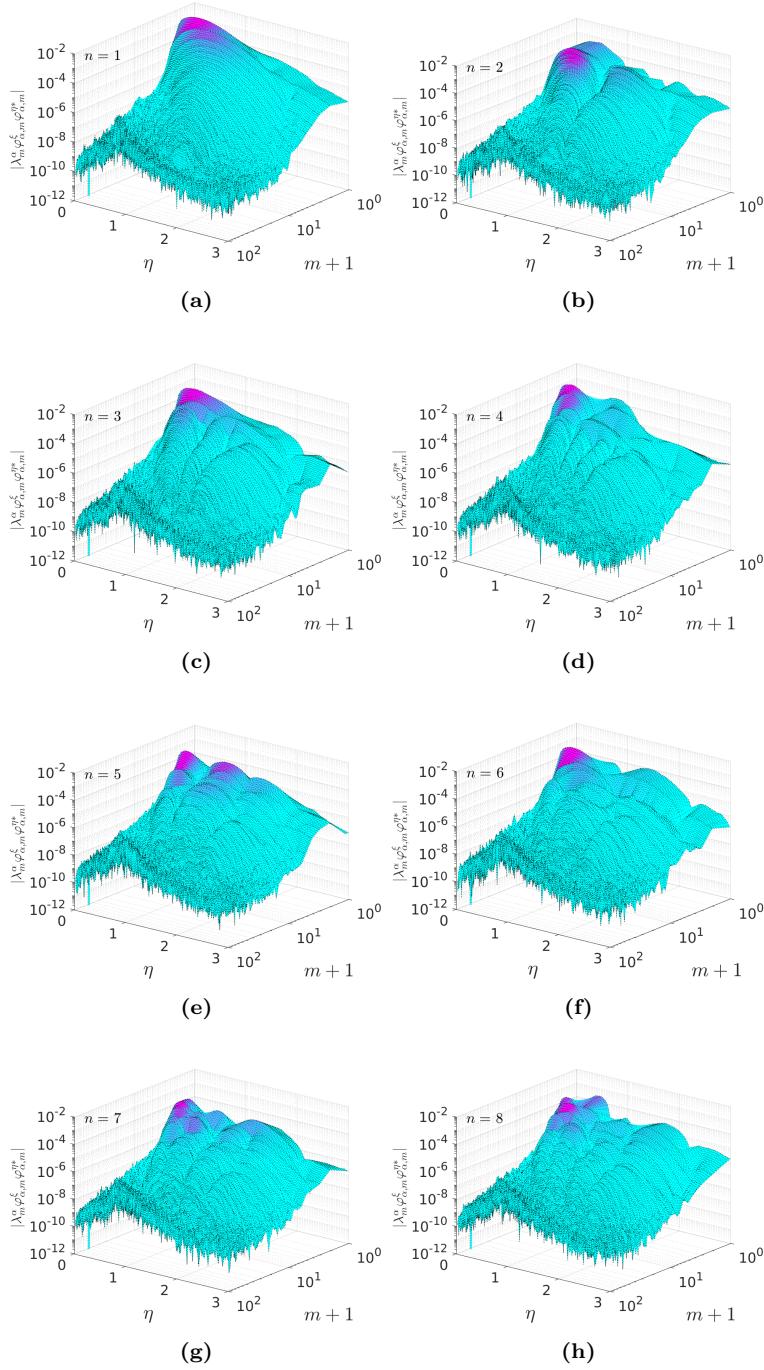 10^{-2} 10^{-2}
n = 1 n = 2
10^{-4} 10^{-4}
10^{-6} 10^{-6}
10^{-8} 10^{-8}
10^{-10} 10^{-10}
10^{-12} 10^{-12}
|λ_m^α φ_{α,m}^ξ φ_{α,m}^{η*}| |λ_m^α φ_{α,m}^ξ φ_{α,m}^{η*}|
0 1 2 3 10^2 10^1 10^0 0 1 2 3 10^2 10^1 10^0
η m + 1 η m + 1
(a) (b)
10^{-2} 10^{-2}
n = 3 n = 4
10^{-4} 10^{-4}
10^{-6} 10^{-6}
10^{-8} 10^{-8}
10^{-10} 10^{-10}
10^{-12} 10^{-12}
|λ_m^α φ_{α,m}^ξ φ_{α,m}^{η*}| |λ_m^α φ_{α,m}^ξ φ_{α,m}^{η*}|
0 1 2 3 10^2 10^1 10^0 0 1 2 3 10^2 10^1 10^0
η m + 1 η m + 1
(c) (d)
10^{-2} 10^{-2}
n = 5 n = 6
10^{-4} 10^{-4}
10^{-6} 10^{-6}
10^{-8} 10^{-8}
10^{-10} 10^{-10}
10^{-12} 10^{-12}
|λ_m^α φ_{α,m}^ξ φ_{α,m}^{η*}| |λ_m^α φ_{α,m}^ξ φ_{α,m}^{η*}|
0 1 2 3 10^2 10^1 10^0 0 1 2 3 10^2 10^1 10^0
η m + 1 η m + 1
(e) (f)
10^{-2} 10^{-2}
n = 7 n = 8
10^{-4} 10^{-4}
10^{-6} 10^{-6}
10^{-8} 10^{-8}
10^{-10} 10^{-10}
10^{-12} 10^{-12}
|λ_m^α φ_{α,m}^ξ φ_{α,m}^{η*}| |λ_m^α φ_{α,m}^ξ φ_{α,m}^{η*}|
0 1 2 3 10^2 10^1 10^0 0 1 2 3 10^2 10^1 10^0
η m + 1 η m + 1
(g) (h)